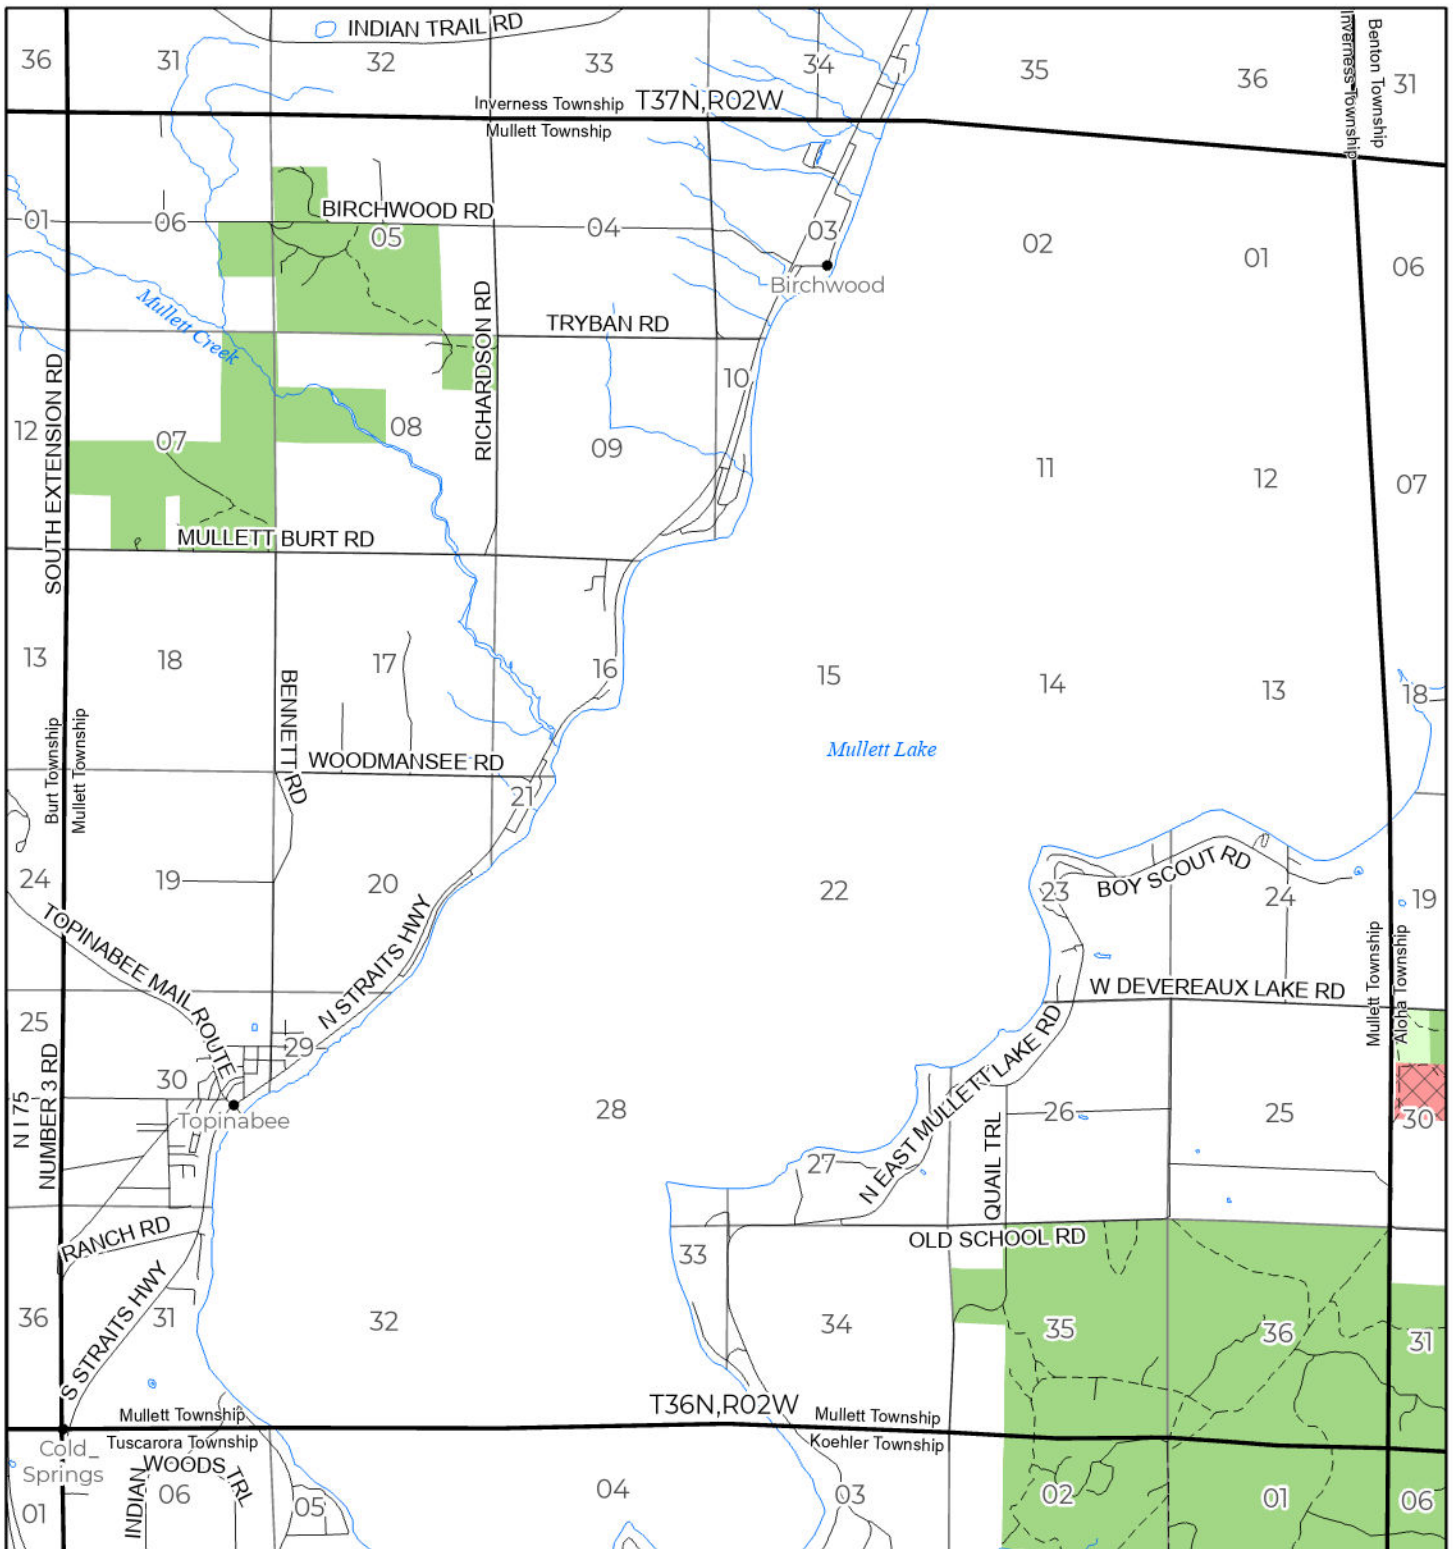 INDIAN TRAIL RD
36
31
32
33
34
35
36
31
Inverness Township
Benton Township
Inverness Township
T37N,R02W
Mullett Township
01
06
BIRCHWOOD RD
05
04
03
02
01
06
Birchwood
Mullett Creek
TRYBAN RD
RICHARDSON RD
SOUTH EXTENSION RD
10
12
07
08
09
11
12
07
MULLETT BURT RD
13
18
17
16
15
14
13
18
BENNETT RD
Burt Township
Mullett Township
WOODMANSEE RD
Mullett Lake
21
24
19
20
22
23
BOY SCOUT RD
24
19
TOPINABEE MAIL ROUTE
N STRAITS HWY
Mullett Township
Aloha Township
W DEVEREAUX LAKE RD
25
29
30
N I 75
NUMBER 3 RD
Topinabee
28
N EAST MULLETT LAKE RD
26
25
30
27
QUAIL TRL
RANCH RD
OLD SCHOOL RD
33
36
31
32
34
35
36
31
S STRAITS HWY
T36N,R02W
Mullett Township
Mullett Township
Tuscarora Township
Koehler Township
Cold_
Springs
INDIAN
WOODS
TRL
01
06
05
04
03
02
01
06